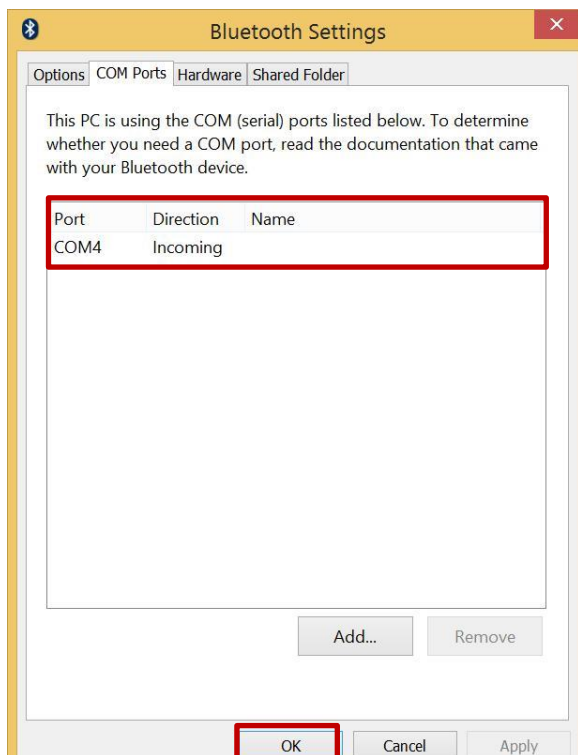 Bluetooth Settings
Options COM Ports Hardware Shared Folder
This PC is using the COM (serial) ports listed below. To determine
whether you need a COM port, read the documentation that came
with your Bluetooth device.
Port Direction Name
COM4 Incoming
Add... Remove
OK Cancel Apply